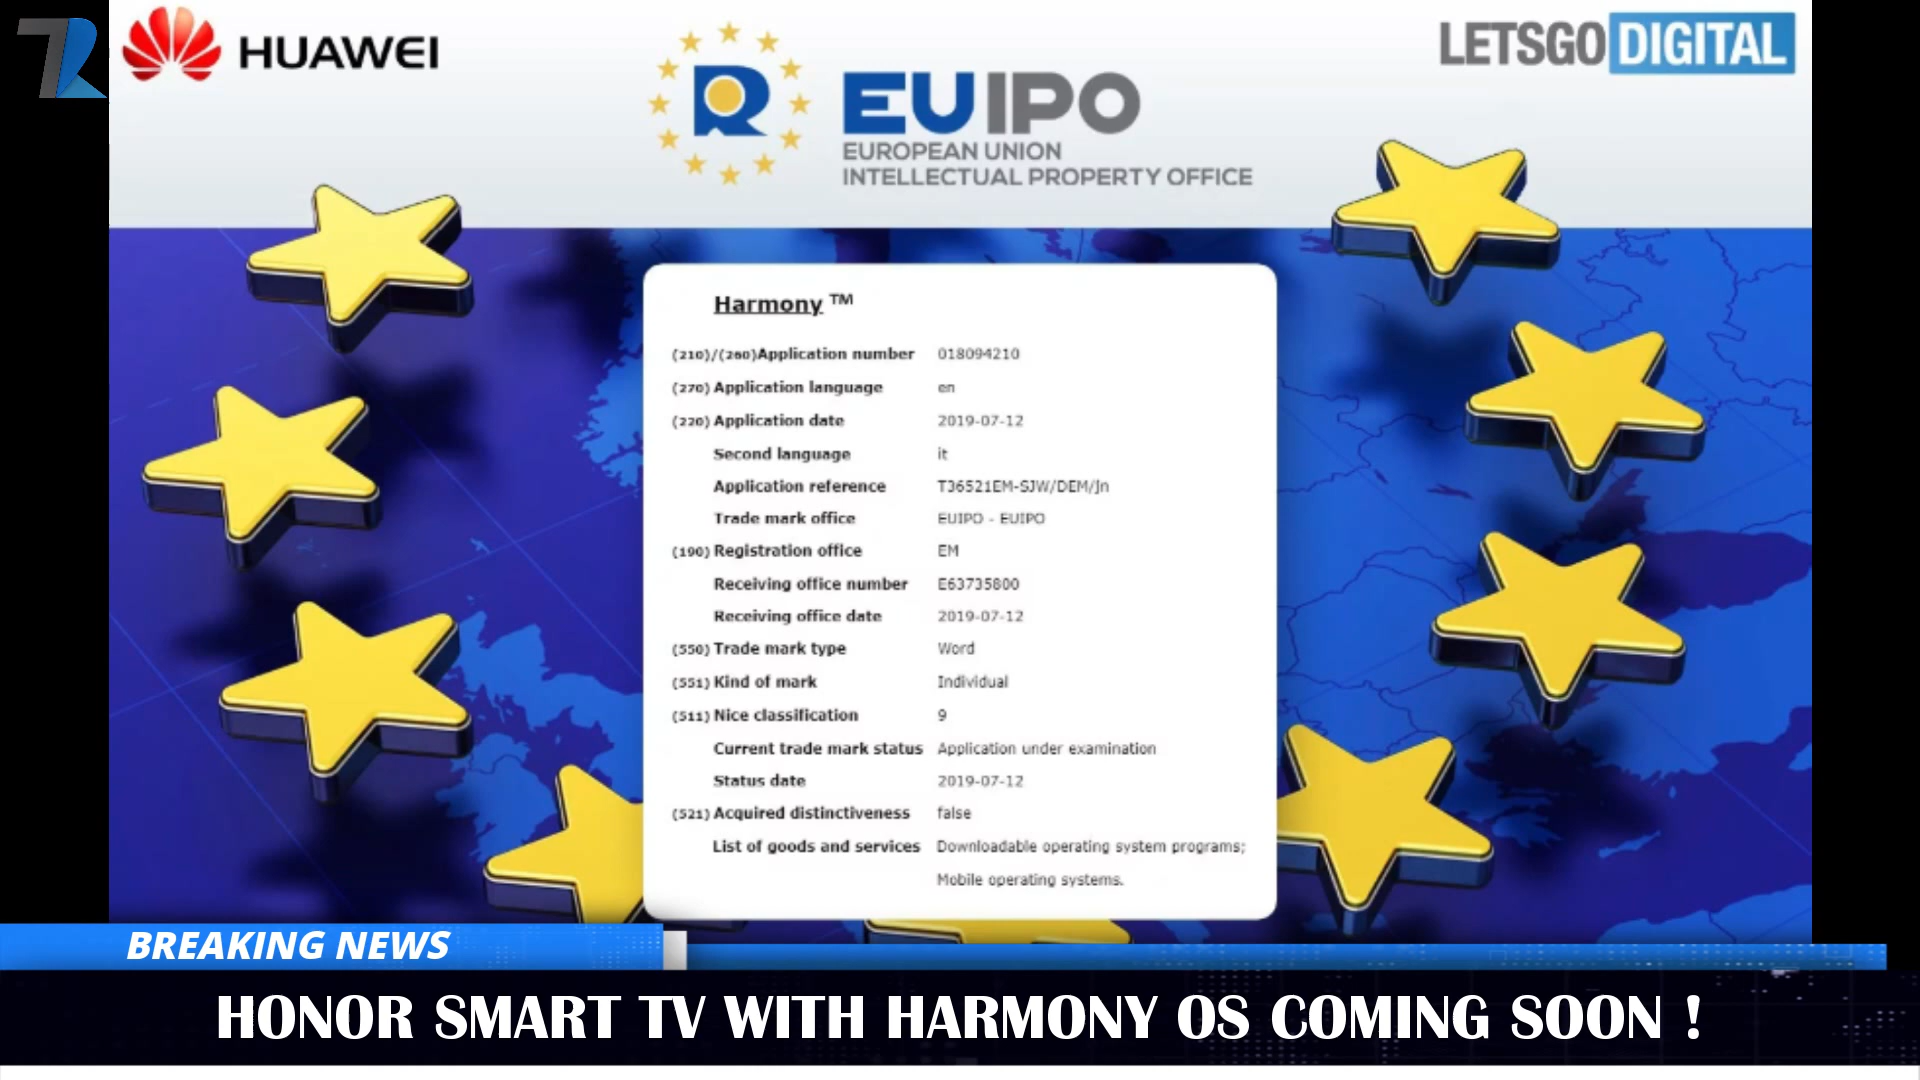 HUAWEI
LETSGODIGITAL
EUIPO
EUROPEAN UNION
INTELLECTUAL PROPERTY OFFICE
Harmony TM
(210)/(260)Application number 018094210
(270) Application language en
(220) Application date 2019-07-12
Second language it
Application reference T36521EM-SJW/DEM/jn
Trade mark office EUIPO - EUIPO
(190) Registration office EM
Receiving office number E63735800
Receiving office date 2019-07-12
(550) Trade mark type Word
(551) Kind of mark Individual
(511) Nice classification 9
Current trade mark status Application under examination
Status date 2019-07-12
(521) Acquired distinctiveness false
List of goods and services Downloadable operating system programs;
Mobile operating systems.
BREAKING NEWS
HONOR SMART TV WITH HARMONY OS COMING SOON !